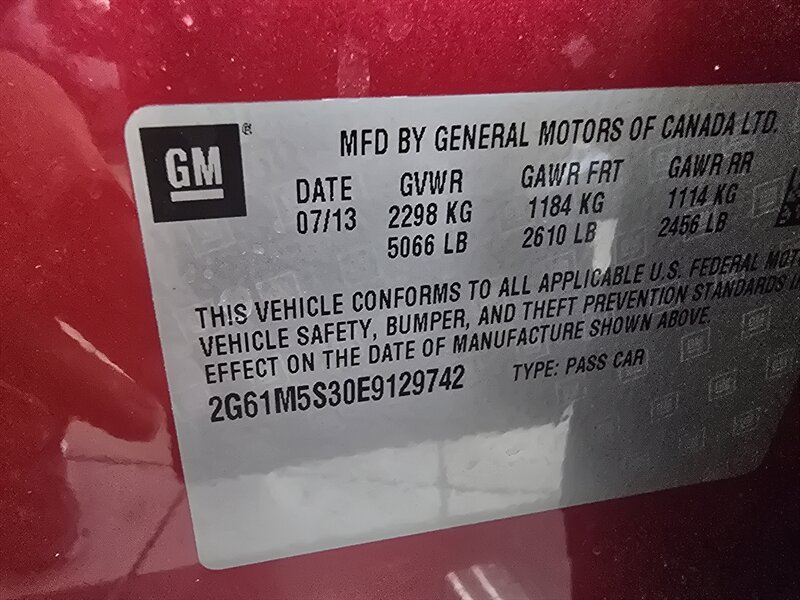 GM®
MFD BY GENERAL MOTORS OF CANADA LTD.
DATE GVWR GAWR FRT GAWR RR
07/13 2298 KG 1184 KG 1114 KG
5066 LB 2610 LB 2456 LB
THIS VEHICLE CONFORMS TO ALL APPLICABLE U.S. FEDERAL
VEHICLE SAFETY, BUMPER, AND THEFT PREVENTION STANDARDS
EFFECT ON THE DATE OF MANUFACTURE SHOWN ABOVE.
2G61M5S30E9129742 TYPE: PASS CAR